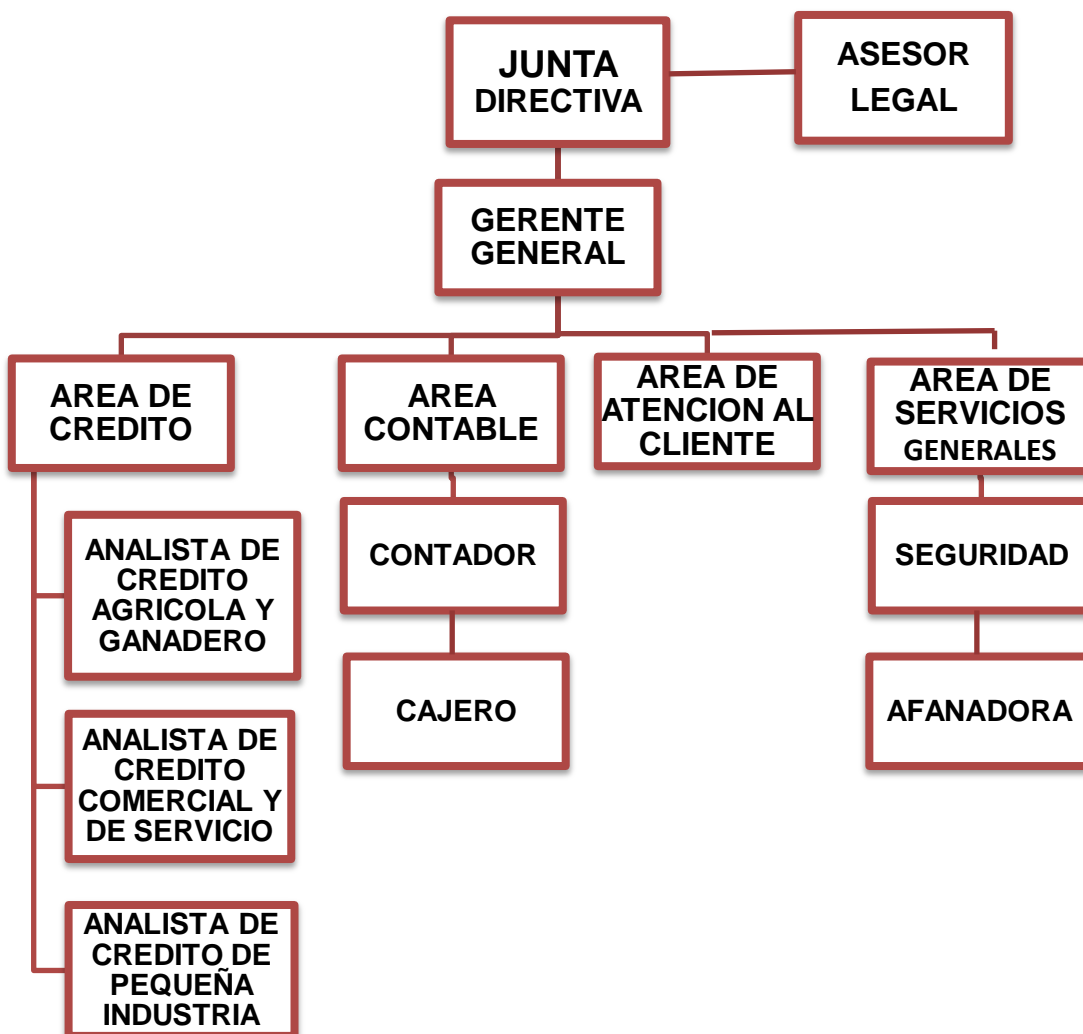 JUNTA
DIRECTIVA
ASESOR
LEGAL
GERENTE
GENERAL
AREA DE
CREDITO
AREA
CONTABLE
AREA DE
ATENCION AL
CLIENTE
AREA DE
SERVICIOS
GENERALES
ANALISTA DE
CREDITO
AGRICOLA Y
GANADERO
CONTADOR
SEGURIDAD
CAJERO
AFANADORA
ANALISTA DE
CREDITO
COMERCIAL Y
DE SERVICIO
ANALISTA DE
CREDITO DE
PEQUEÑA
INDUSTRIA